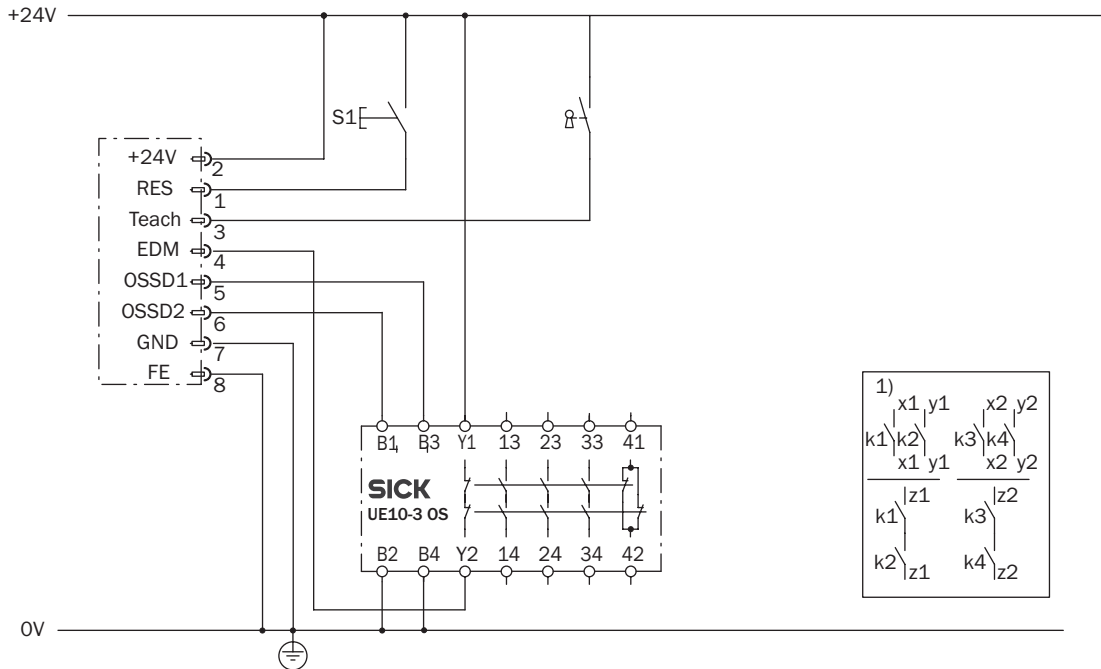 +24V
S1
+24V 2
RES 1
Teach 3
EDM 4
OSSD1 5
OSSD2 6
GND 7
FE 8
B1 B3 Y1 13 23 33 41
SICK
UE10-3 OS
B2 B4 Y2 14 24 34 42
0V
1)
x1 y1 x2 y2
k1 k2 k3 k4
x1 y1 x2 y2
z1 z2
k1 k3
k2 k4
z1 z2